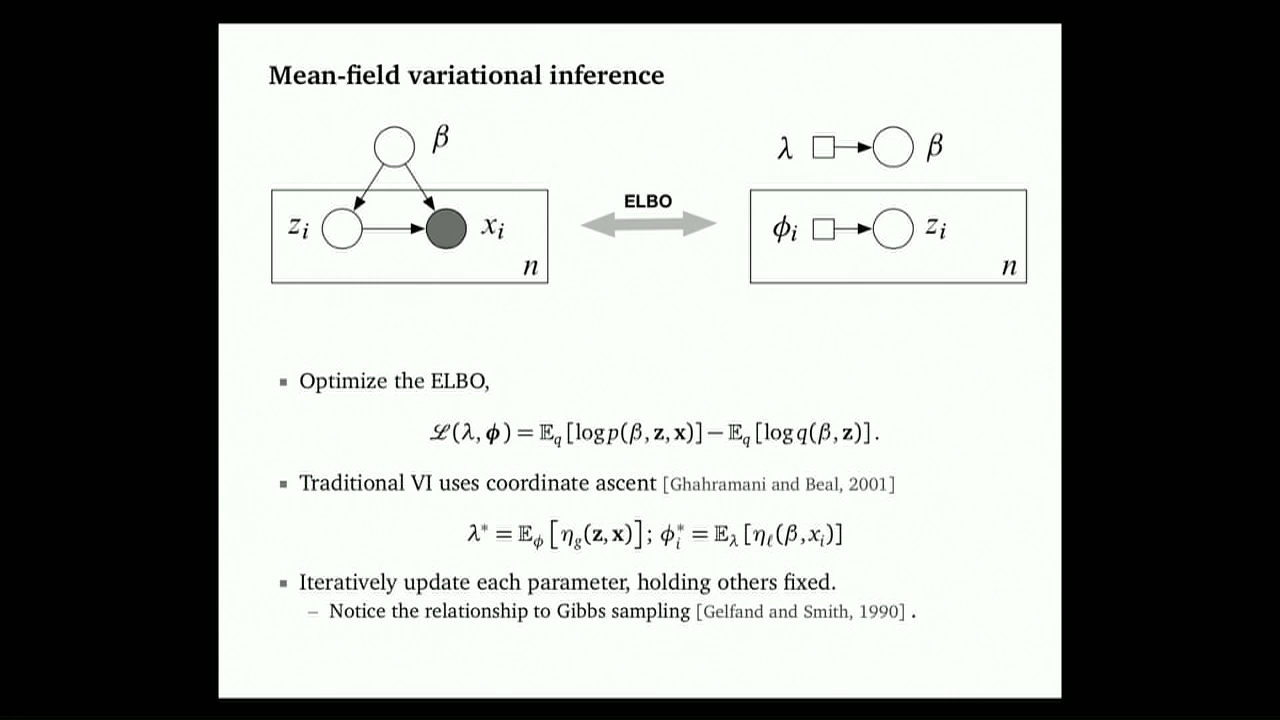 Mean-field variational inference
β
z_i
x_i
n
ELBO
λ
β
ϕ_i
z_i
n
▪ Optimize the ELBO,
ℒ(λ, ϕ) = 𝔼_q[log p(β, z, x)] − 𝔼_q[log q(β, z)].
▪ Traditional VI uses coordinate ascent [Ghahramani and Beal, 2001]
λ* = 𝔼_ϕ[η_g(z, x)]; ϕ_i* = 𝔼_λ[η_ℓ(β, x_i)]
▪ Iteratively update each parameter, holding others fixed.
– Notice the relationship to Gibbs sampling [Gelfand and Smith, 1990] .